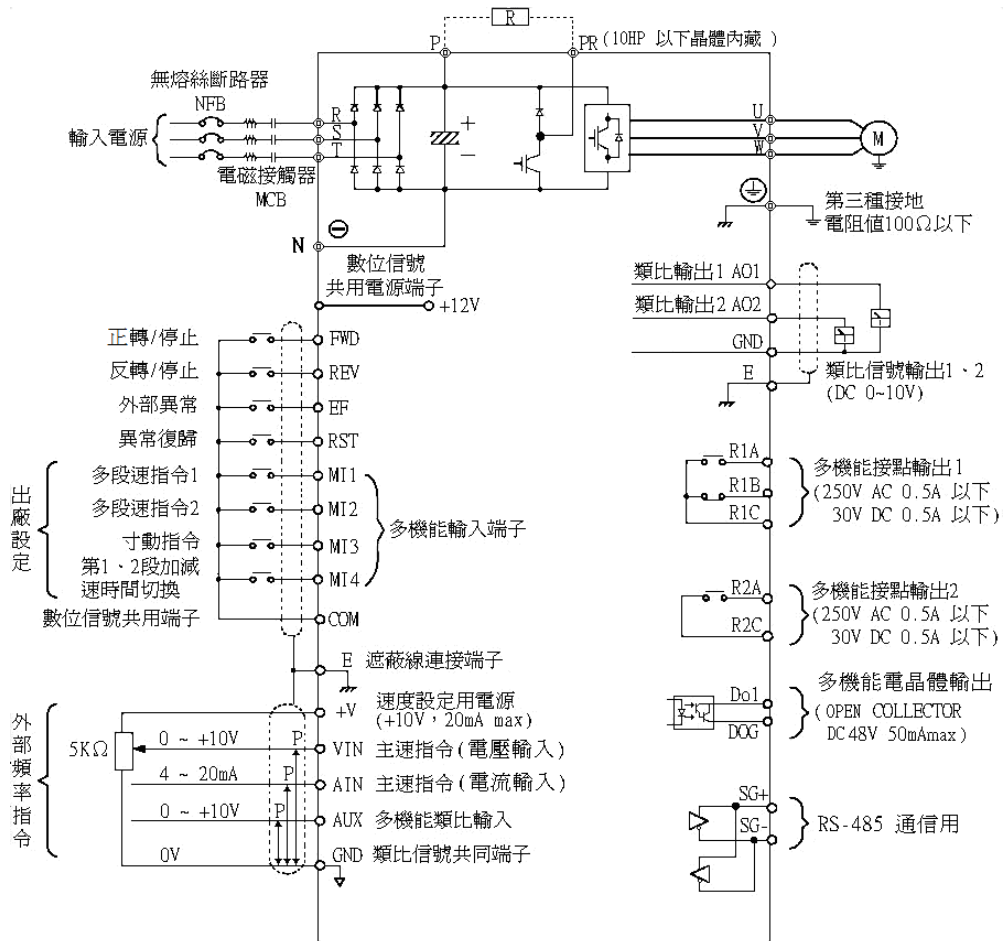 R
P
PR (10HP 以下晶體內藏 )
無熔絲斷路器
NFB
輸入電源
R
S
T
電磁接觸器
MCB
+
−
U
V
W
M
第三種接地
電阻值100Ω以下
N
數位信號
共用電源端子
+12V
正轉/停止
FWD
反轉/停止
REV
外部異常
EF
異常復歸
RST
出廠設定
多段速指令1
MI1
多段速指令2
MI2
寸動指令
MI3
第1、2段加減
速時間切換
MI4
多機能輸入端子
數位信號共用端子
COM
E 遮蔽線連接端子
外部頻率指令
5KΩ
+V
速度設定用電源
(+10V，20mA max)
0 ~ +10V
P
VIN 主速指令(電壓輸入)
4 ~ 20mA
P
AIN 主速指令(電流輸入)
0 ~ +10V
P
AUX 多機能類比輸入
0V
GND 類比信號共同端子
類比輸出1 AO1
類比輸出2 AO2
GND
E
類比信號輸出1、2
(DC 0~10V)
R1A
R1B
R1C
多機能接點輸出1
(250V AC 0.5A 以下
30V DC 0.5A 以下)
R2A
R2C
多機能接點輸出2
(250V AC 0.5A 以下
30V DC 0.5A 以下)
Do1
DOG
多機能電晶體輸出
(OPEN COLLECTOR
DC48V 50mAmax)
SG+
SG-
RS-485 通信用